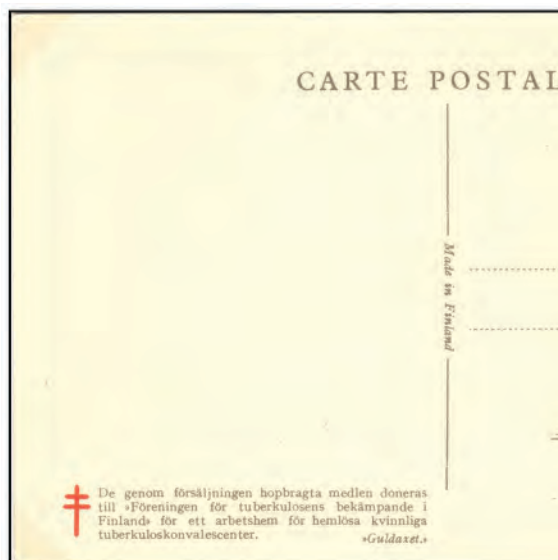 CARTE POSTAL
Made in Finland
De genom försäljningen hopbragta medlen doneras
till »Föreningen för tuberkulosens bekämpande i
Finland» för ett arbetshem för hemlösa kvinnliga
tuberkuloskonvalescenter.
»Guldaxet.»